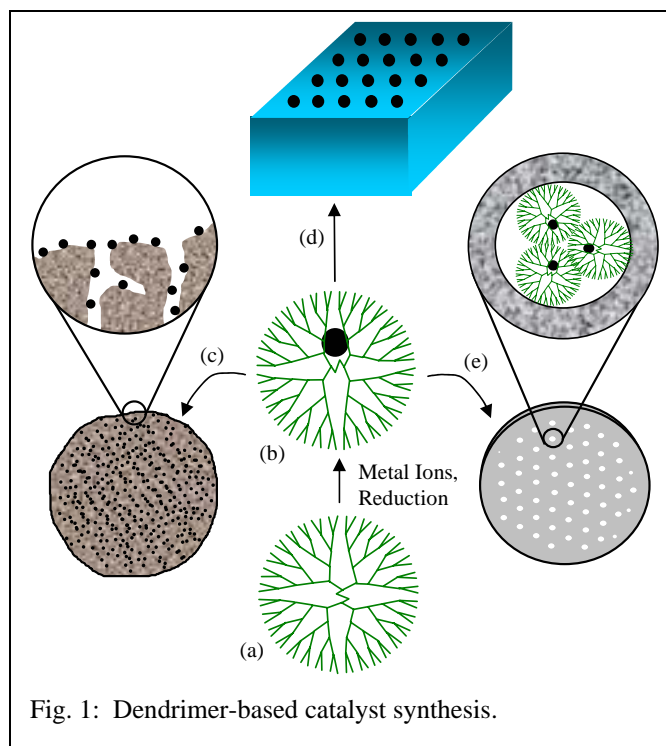 (d)
(c)
(e)
(b)
Metal Ions,
Reduction
(a)
Fig. 1: Dendrimer-based catalyst synthesis.